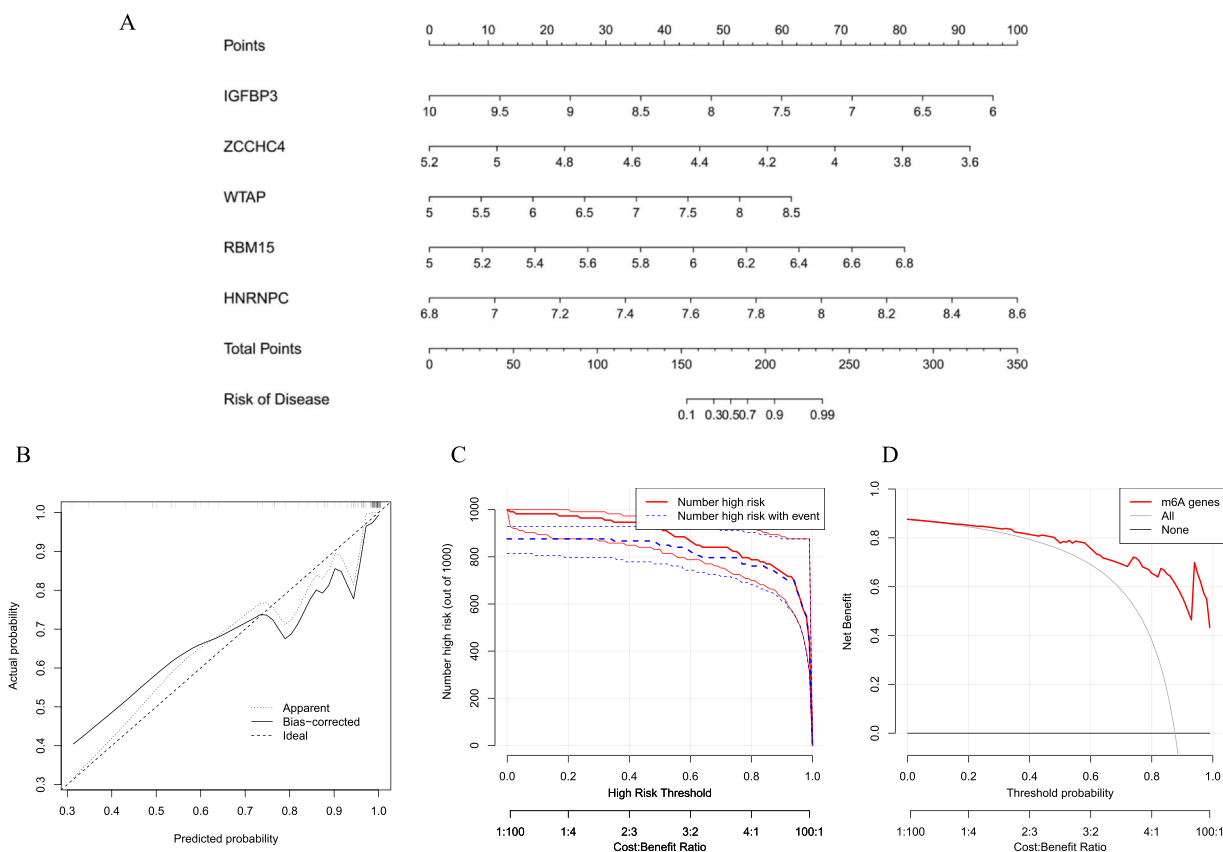 A
Points
0 10 20 30 40 50 60 70 80 90 100
IGFBP3
10 9.5 9 8.5 8 7.5 7 6.5 6
ZCCHC4
5.2 5 4.8 4.6 4.4 4.2 4 3.8 3.6
WTAP
5 5.5 6 6.5 7 7.5 8 8.5
RBM15
5 5.2 5.4 5.6 5.8 6 6.2 6.4 6.6 6.8
HNRNPC
6.8 7 7.2 7.4 7.6 7.8 8 8.2 8.4 8.6
Total Points
0 50 100 150 200 250 300 350
Risk of Disease
0.1 0.30.50.7 0.9 0.99
B
Actual probability
1.0
0.9
0.8
0.7
0.6
0.5
0.4
0.3
Apparent
Bias−corrected
Ideal
0.3 0.4 0.5 0.6 0.7 0.8 0.9 1.0
Predicted probability
C
Number high risk (out of 1000)
1000
800
600
400
200
0
Number high risk
Number high risk with event
0.0 0.2 0.4 0.6 0.8 1.0
High Risk Threshold
1:100 1:4 2:3 3:2 4:1 100:1
Cost:Benefit Ratio
D
Net Benefit
1.0
0.8
0.6
0.4
0.2
0.0
m6A genes
All
None
0.0 0.2 0.4 0.6 0.8 1.0
Threshold probability
1:100 1:4 2:3 3:2 4:1 100:1
Cost:Benefit Ratio